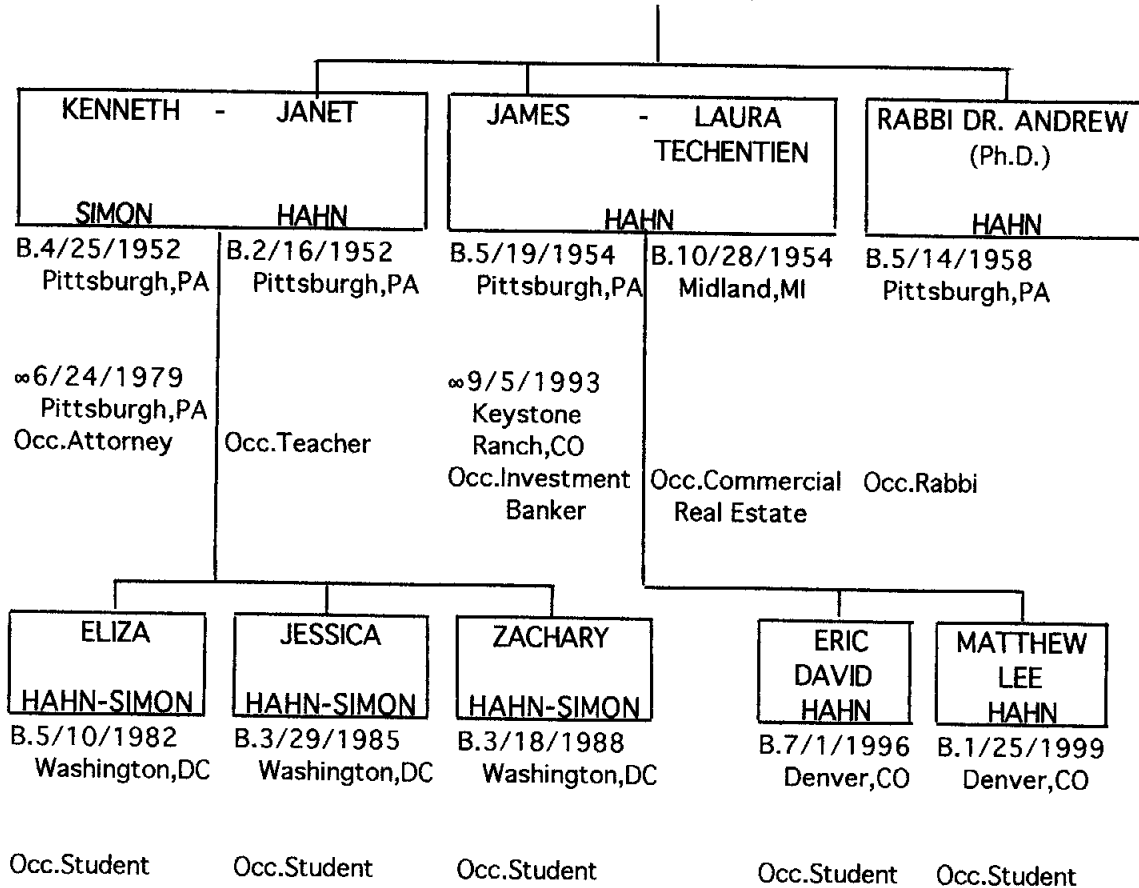 KENNETH - JANET
SIMON HAHN
B.4/25/1952 B.2/16/1952
Pittsburgh,PA Pittsburgh,PA
∞6/24/1979
Pittsburgh,PA
Occ.Attorney Occ.Teacher
JAMES - LAURA
TECHENTIEN
HAHN
B.5/19/1954 B.10/28/1954
Pittsburgh,PA Midland,MI
∞9/5/1993
Keystone
Ranch,CO
Occ.Investment Occ.Commercial
Banker Real Estate
RABBI DR. ANDREW
(Ph.D.)
HAHN
B.5/14/1958
Pittsburgh,PA
Occ.Rabbi
ELIZA
HAHN-SIMON
B.5/10/1982
Washington,DC
Occ.Student
JESSICA
HAHN-SIMON
B.3/29/1985
Washington,DC
Occ.Student
ZACHARY
HAHN-SIMON
B.3/18/1988
Washington,DC
Occ.Student
ERIC
DAVID
HAHN
B.7/1/1996
Denver,CO
Occ.Student
MATTHEW
LEE
HAHN
B.1/25/1999
Denver,CO
Occ.Student